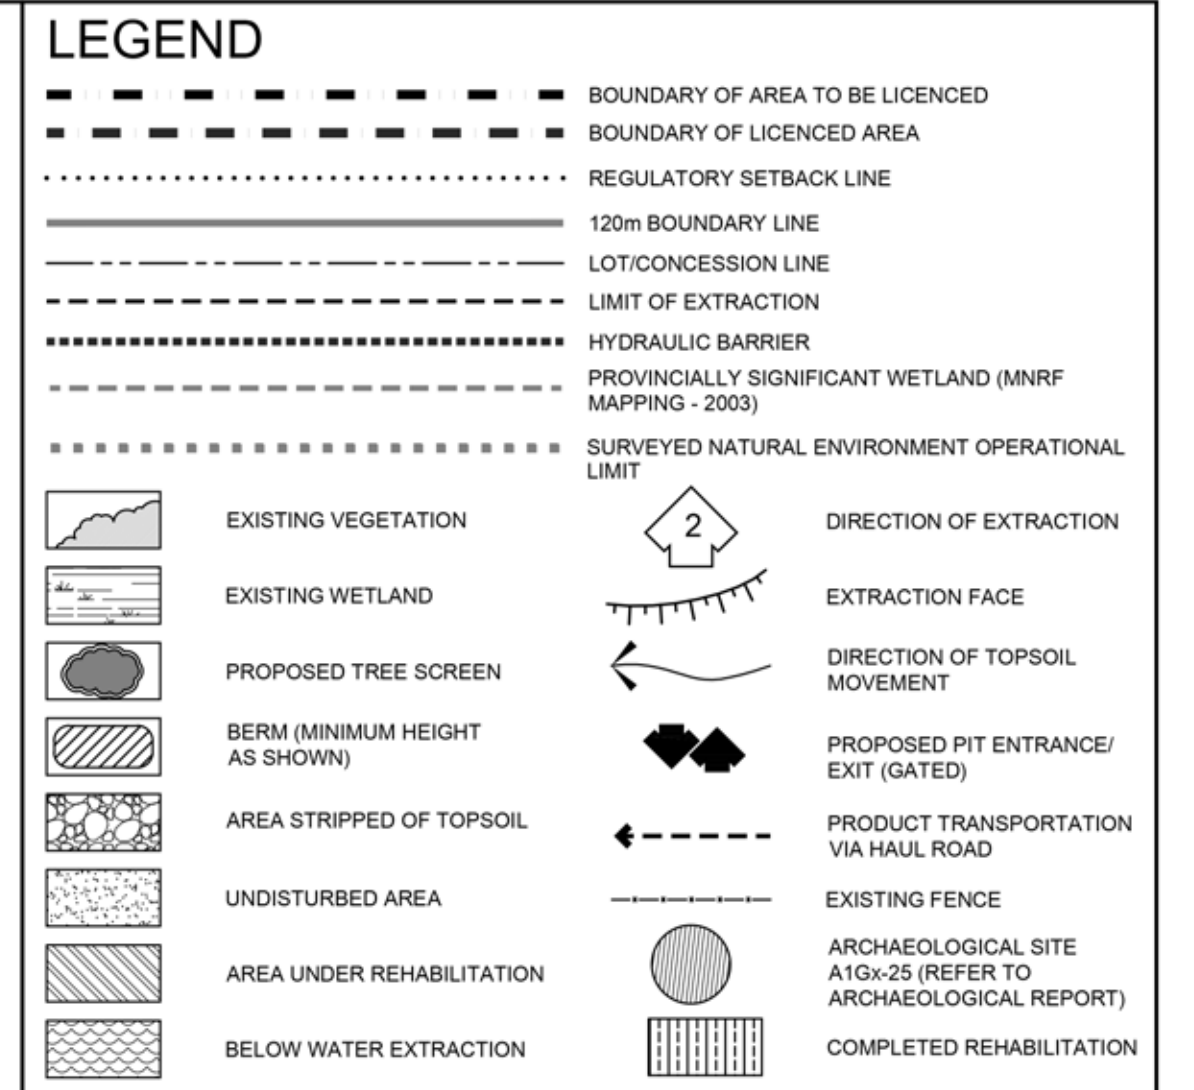 LEGEND
BOUNDARY OF AREA TO BE LICENCED
BOUNDARY OF LICENCED AREA
REGULATORY SETBACK LINE
120m BOUNDARY LINE
LOT/CONCESSION LINE
LIMIT OF EXTRACTION
HYDRAULIC BARRIER
PROVINCIALLY SIGNIFICANT WETLAND (MNRF
MAPPING - 2003)
SURVEYED NATURAL ENVIRONMENT OPERATIONAL
LIMIT
EXISTING VEGETATION
EXISTING WETLAND
PROPOSED TREE SCREEN
BERM (MINIMUM HEIGHT
AS SHOWN)
AREA STRIPPED OF TOPSOIL
UNDISTURBED AREA
AREA UNDER REHABILITATION
BELOW WATER EXTRACTION
2
DIRECTION OF EXTRACTION
EXTRACTION FACE
DIRECTION OF TOPSOIL
MOVEMENT
PROPOSED PIT ENTRANCE/
EXIT (GATED)
PRODUCT TRANSPORTATION
VIA HAUL ROAD
EXISTING FENCE
ARCHAEOLOGICAL SITE
A1Gx-25 (REFER TO
ARCHAEOLOGICAL REPORT)
COMPLETED REHABILITATION